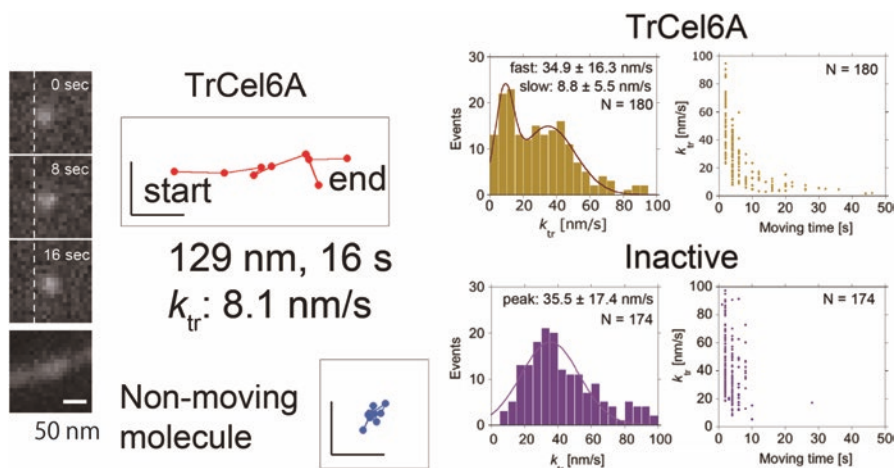 0 sec
8 sec
16 sec
50 nm
TrCel6A
start
end
129 nm, 16 s
ktr: 8.1 nm/s
Non-moving
molecule
TrCel6A
30
20
10
0
Events
fast: 34.9 ± 16.3 nm/s
slow: 8.8 ± 5.5 nm/s
N = 180
0 20 40 60 80 100
ktr [nm/s]
100
80
60
40
20
0
ktr [nm/s]
N = 180
0 10 20 30 40 50
Moving time [s]
Inactive
30
20
10
0
Events
peak: 35.5 ± 17.4 nm/s
N = 174
0 20 40 60 80 100
[nm/s]
100
80
60
40
20
0
ktr [nm/s]
N = 174
0 10 20 30 40 50
Moving time [s]